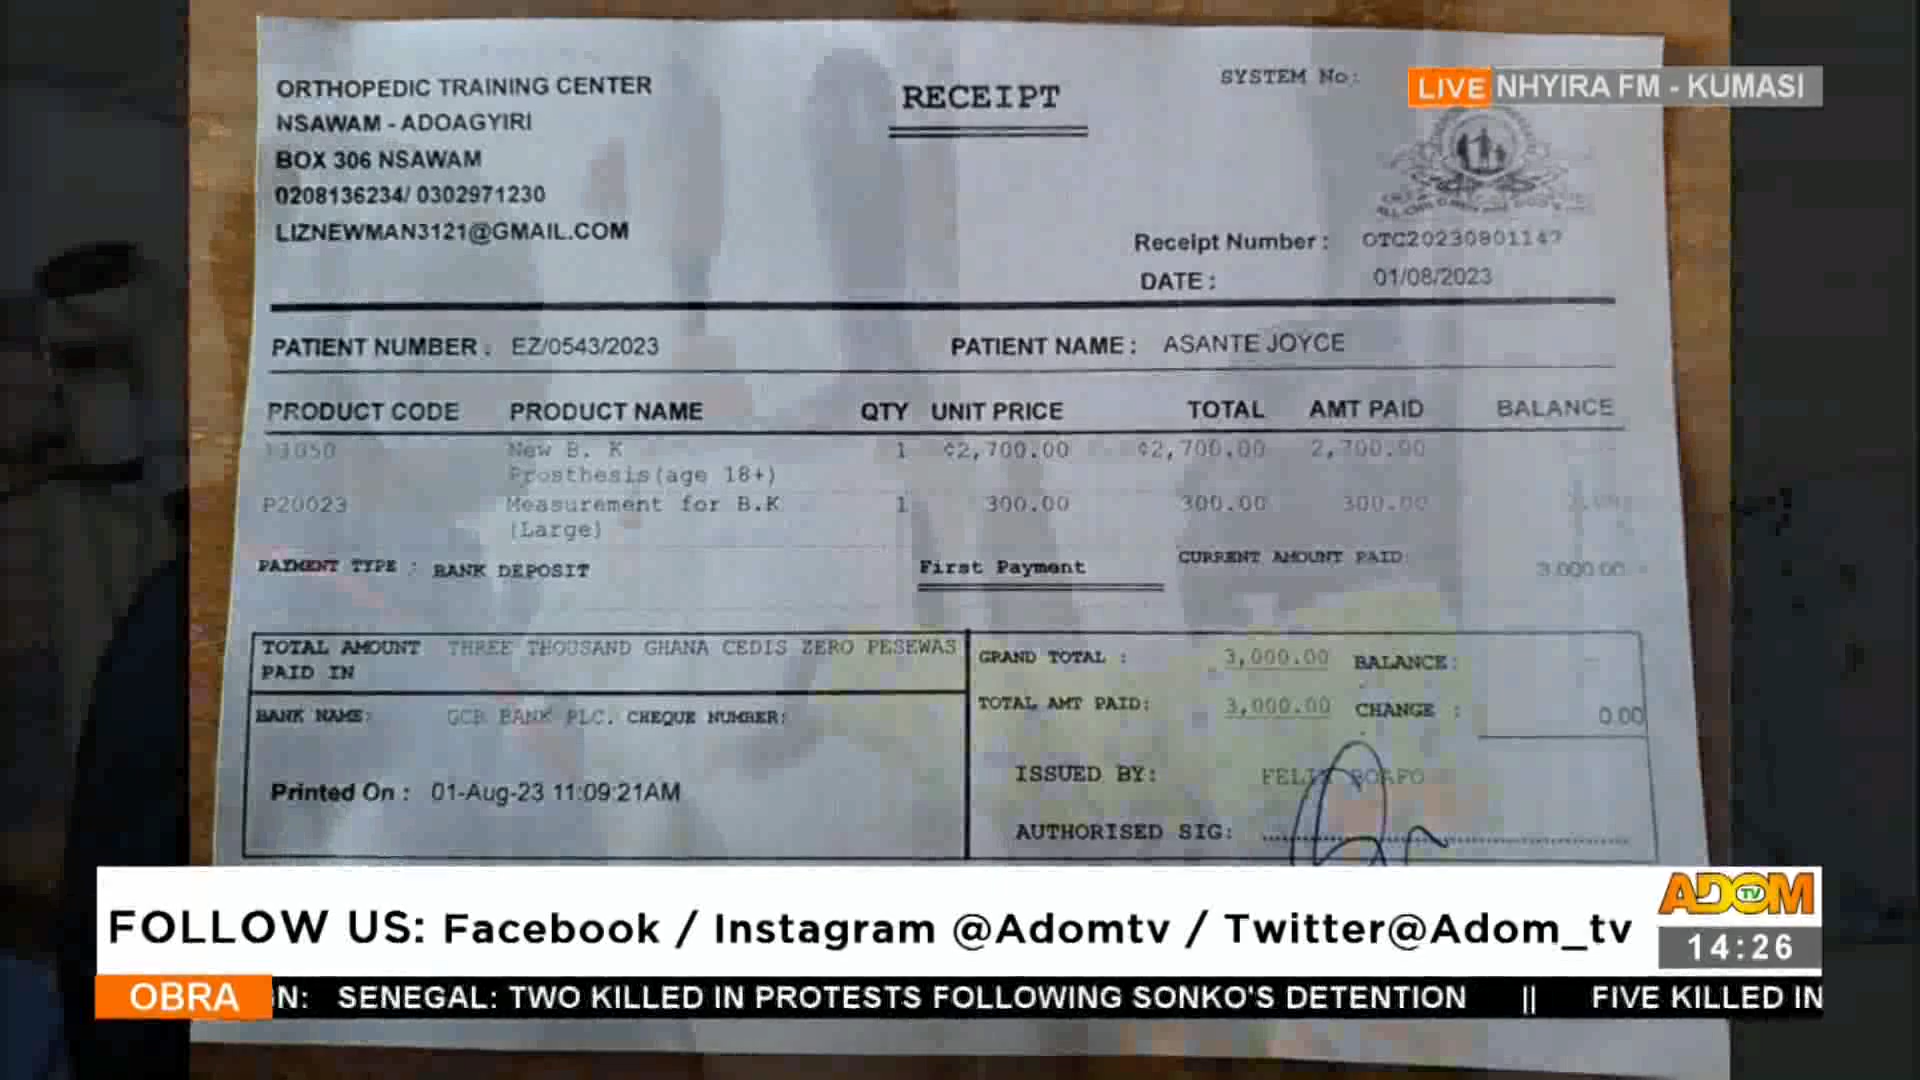 ORTHOPEDIC TRAINING CENTER
NSAWAM - ADOAGYIRI
BOX 306 NSAWAM
0208136234/ 0302971230
LIZNEWMAN3121@GMAIL.COM
RECEIPT
SYSTEM No:
LIVE NHYIRA FM - KUMASI
Receipt Number : OTC20230801147
DATE : 01/08/2023
PATIENT NUMBER : EZ/0543/2023 PATIENT NAME : ASANTE JOYCE
PRODUCT CODE PRODUCT NAME QTY UNIT PRICE TOTAL AMT PAID BALANCE
New B. K 1 ¢2,700.00 ¢2,700.00 2,700.00
Prosthesis(age 18+)
P20023 Measurement for B.K 1 300.00 300.00 300.00
(Large)
PAYMENT TYPE : BANK DEPOSIT First Payment CURRENT AMOUNT PAID: 3,000.00
TOTAL AMOUNT THREE THOUSAND GHANA CEDIS ZERO PESEWAS
PAID IN
BANK NAME: GCB BANK PLC. CHEQUE NUMBER:
Printed On : 01-Aug-23 11:09:21AM
GRAND TOTAL : 3,000.00 BALANCE:
TOTAL AMT PAID: 3,000.00 CHANGE : 0.00
ISSUED BY: FELIX BOAFO
AUTHORISED SIG:
FOLLOW US: Facebook / Instagram @Adomtv / Twitter@Adom_tv
ADOM TV
14:26
OBRA N: SENEGAL: TWO KILLED IN PROTESTS FOLLOWING SONKO'S DETENTION || FIVE KILLED IN